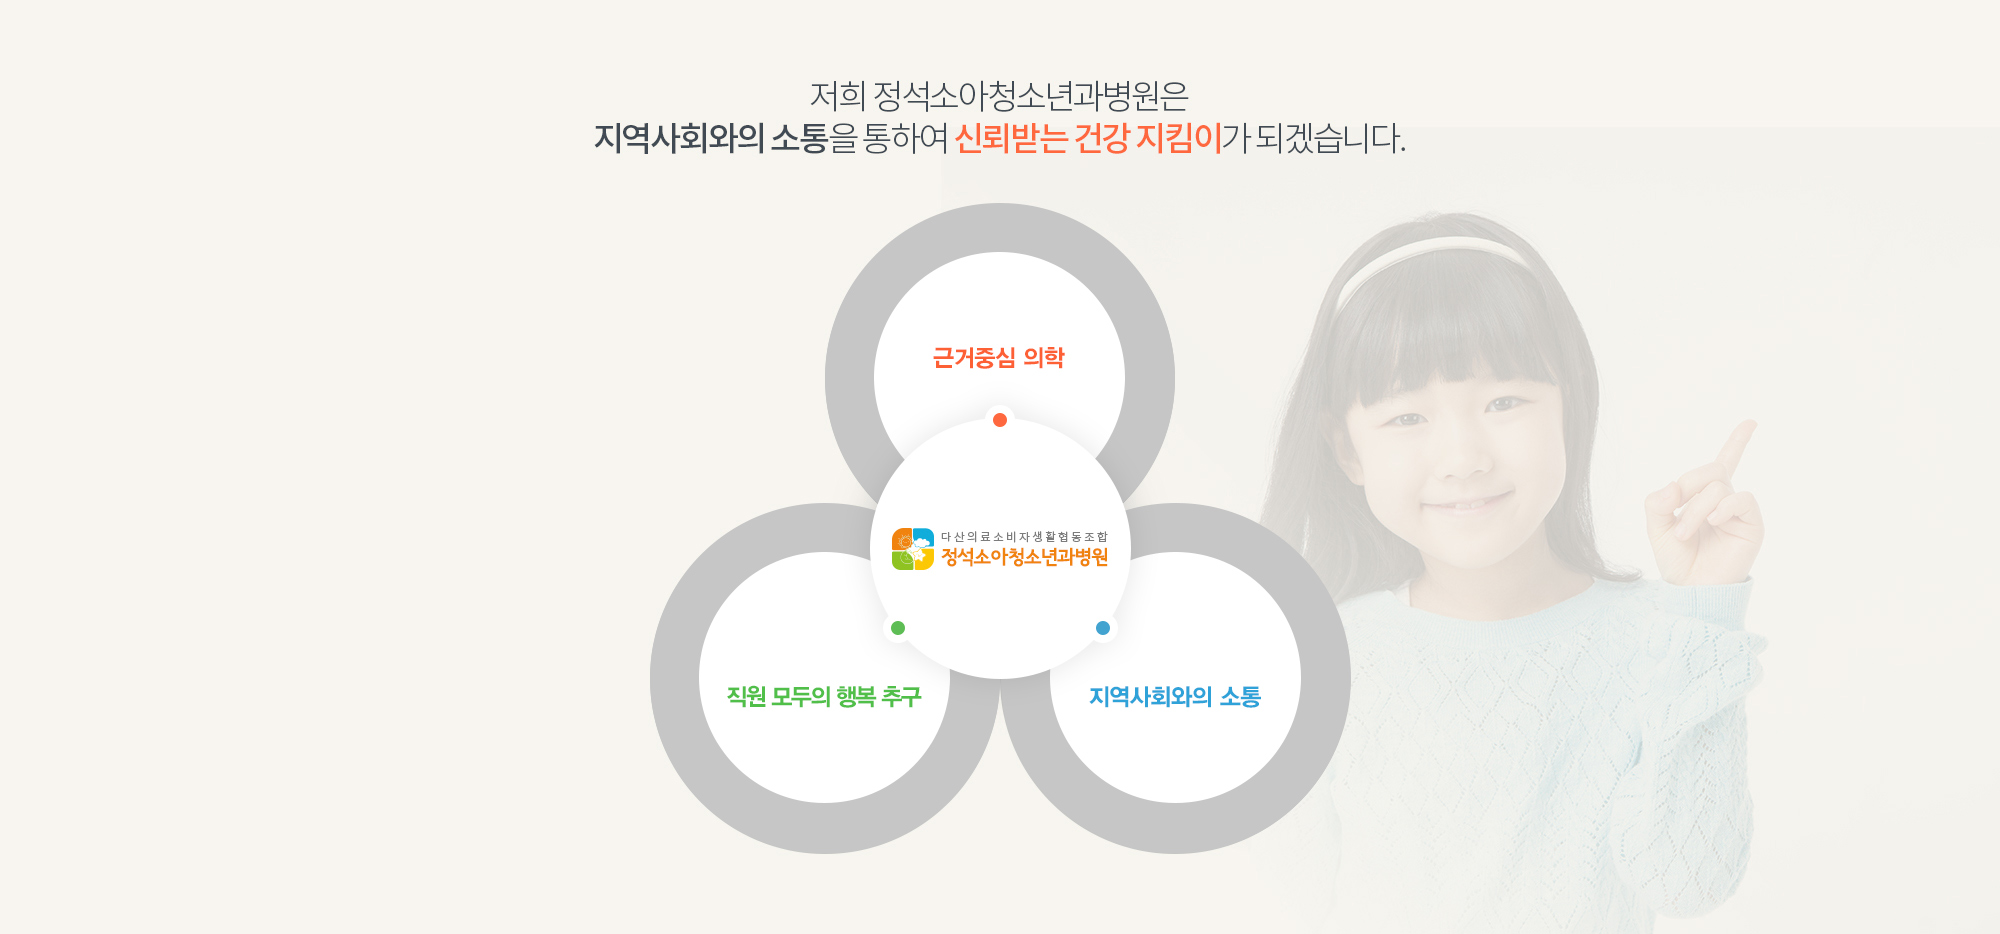 저희 정석소아청소년과병원은
지역사회와의 소통을 통하여 신뢰받는 건강 지킴이가 되겠습니다.
근거중심 의학
다산의료소비자생활협동조합
정석소아청소년과병원
직원 모두의 행복 추구
지역사회와의 소통